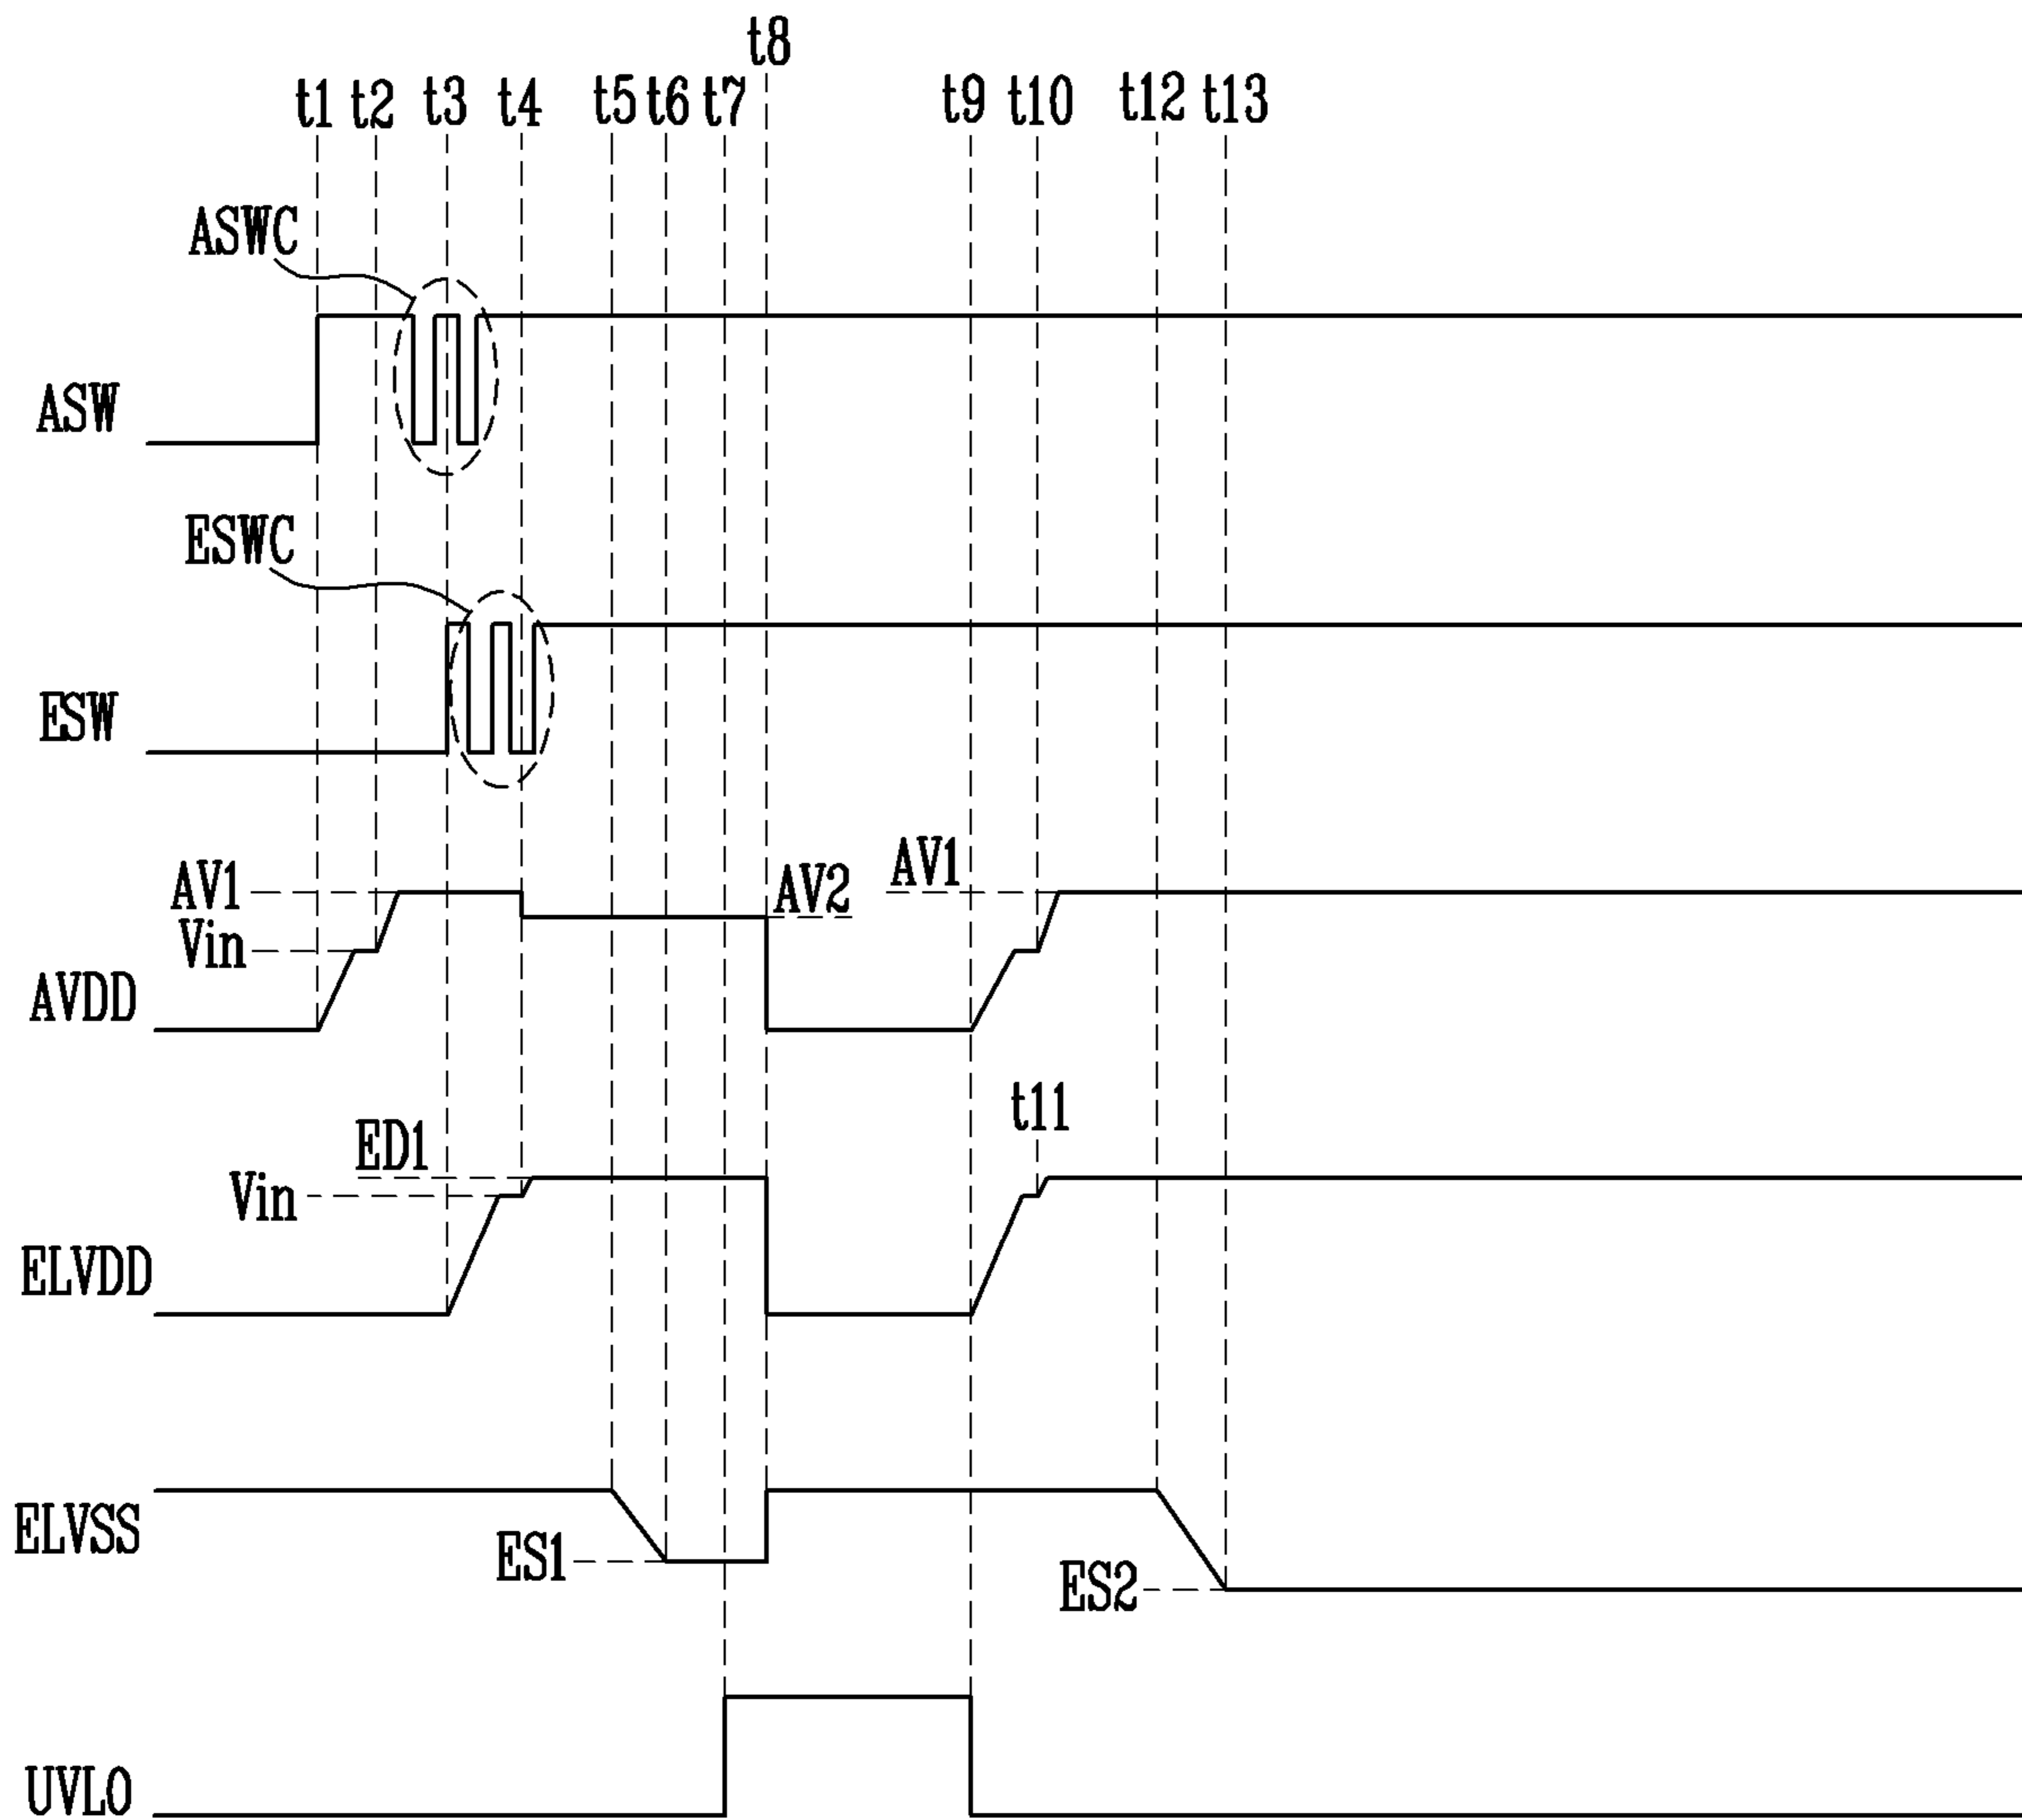 t8
t1 t2 t3 t4 t5 t6 t7 t9 t10 t12 t13
ASWC
ASW
ESWC
ESW
AV1 AV2 AV1
Vin
AVDD
t11
ED1
Vin
ELVDD
ELVSS
ES1
ES2
UVLO